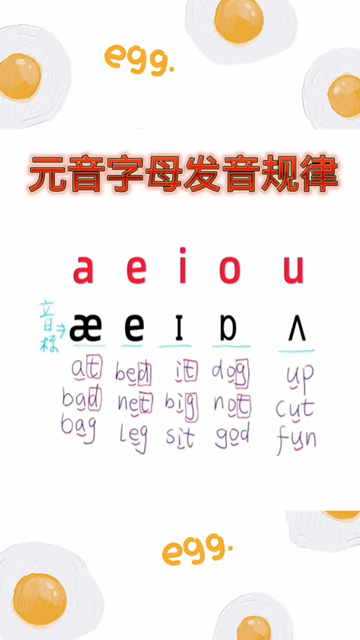 egg.
元音字母发音规律
a e i o u
音标 æ e ɪ ɒ ʌ
at bed it dog up
bad net big not cut
bag leg sit god fun
egg.